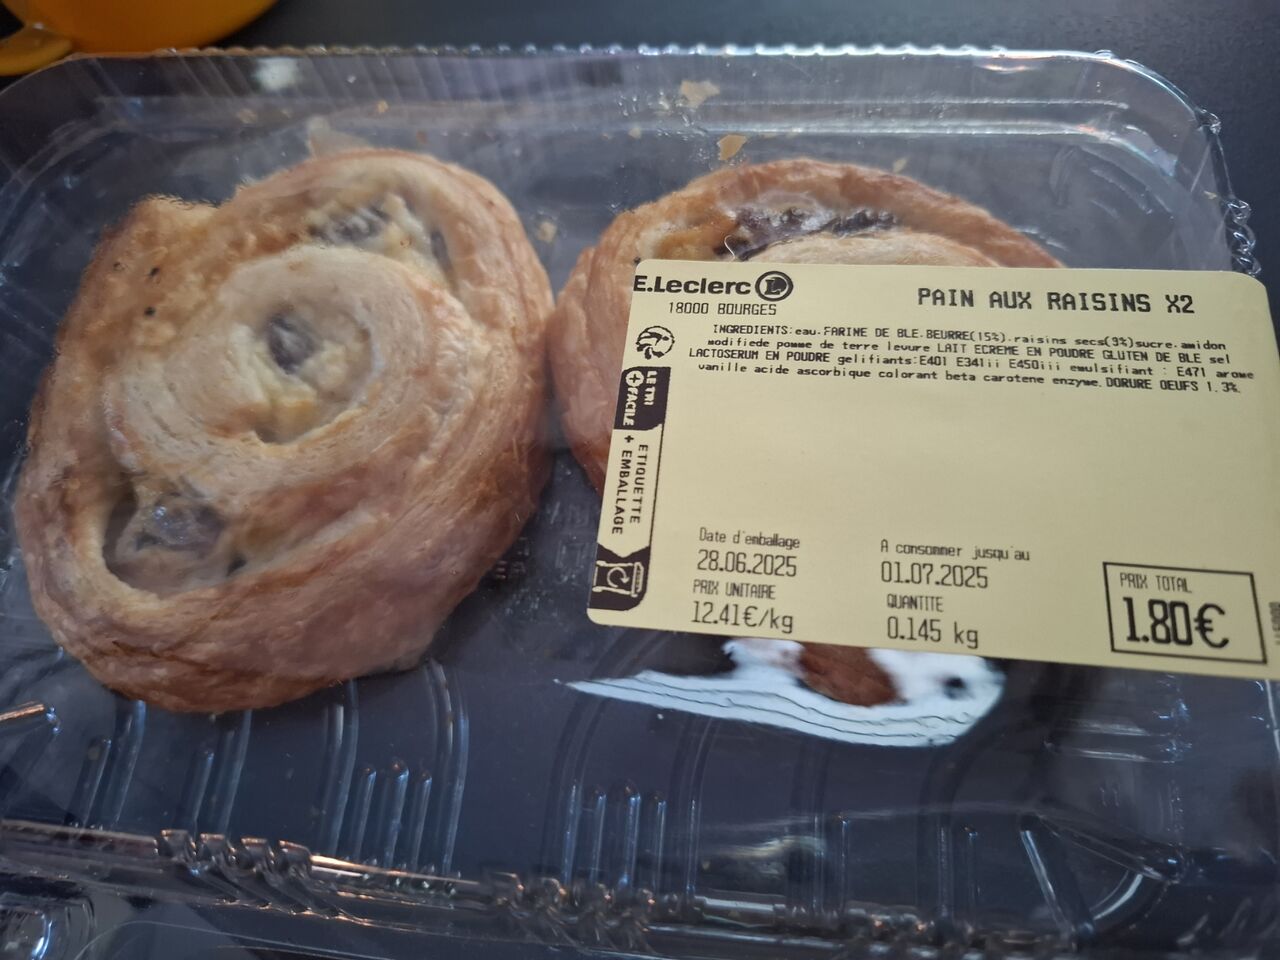 E.Leclerc L
18000 BOURGES
PAIN AUX RAISINS X2
INGREDIENTS:eau.FARINE DE BLE.BEURRE(15%).raisins secs(9%)sucre.amidon
modifiede pomme de terre levure LAIT ECREME EN POUDRE GLUTEN DE BLE sel
LACTOSERUM EN POUDRE gelifiants:E401 E341ii E450iii emulsifiant : E471 arome
vanille acide ascorbique colorant beta carotene enzyme. DORURE OEUFS 1.3%.
LE TRI
+ FACILE
ETIQUETTE
+ EMBALLAGE
Date d'emballage
28.06.2025
A consommer jusqu'au
01.07.2025
PRIX UNITAIRE
12.41€/kg
QUANTITE
0.145 kg
PRIX TOTAL
1.80€